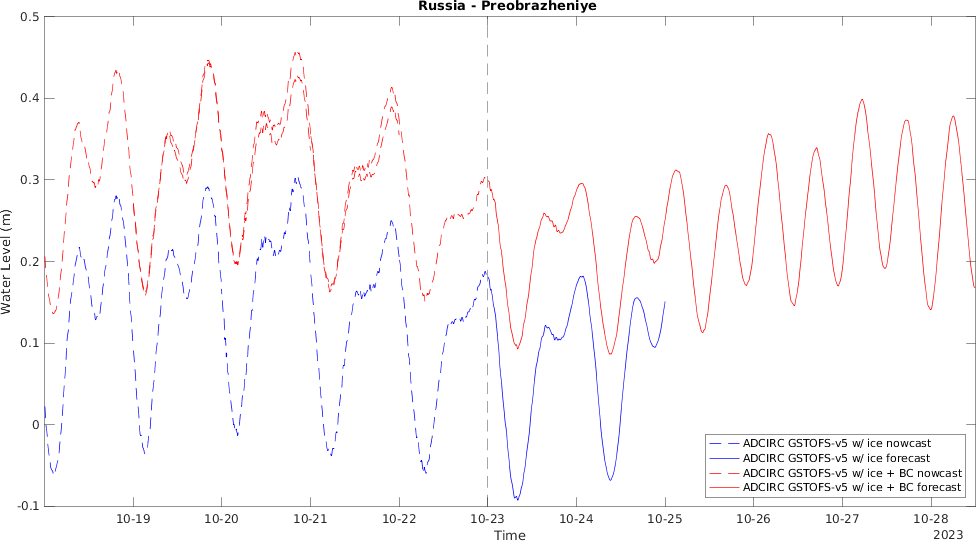 Russia - Preobrazheniye
0.5
0.4
0.3
0.2
0.1
0
-0.1
Water Level (m)
10-19 10-20 10-21 10-22 10-23 10-24 10-25 10-26 10-27 10-28
2023
Time
ADCIRC GSTOFS-v5 w/ ice nowcast
ADCIRC GSTOFS-v5 w/ ice forecast
ADCIRC GSTOFS-v5 w/ ice + BC nowcast
ADCIRC GSTOFS-v5 w/ ice + BC forecast